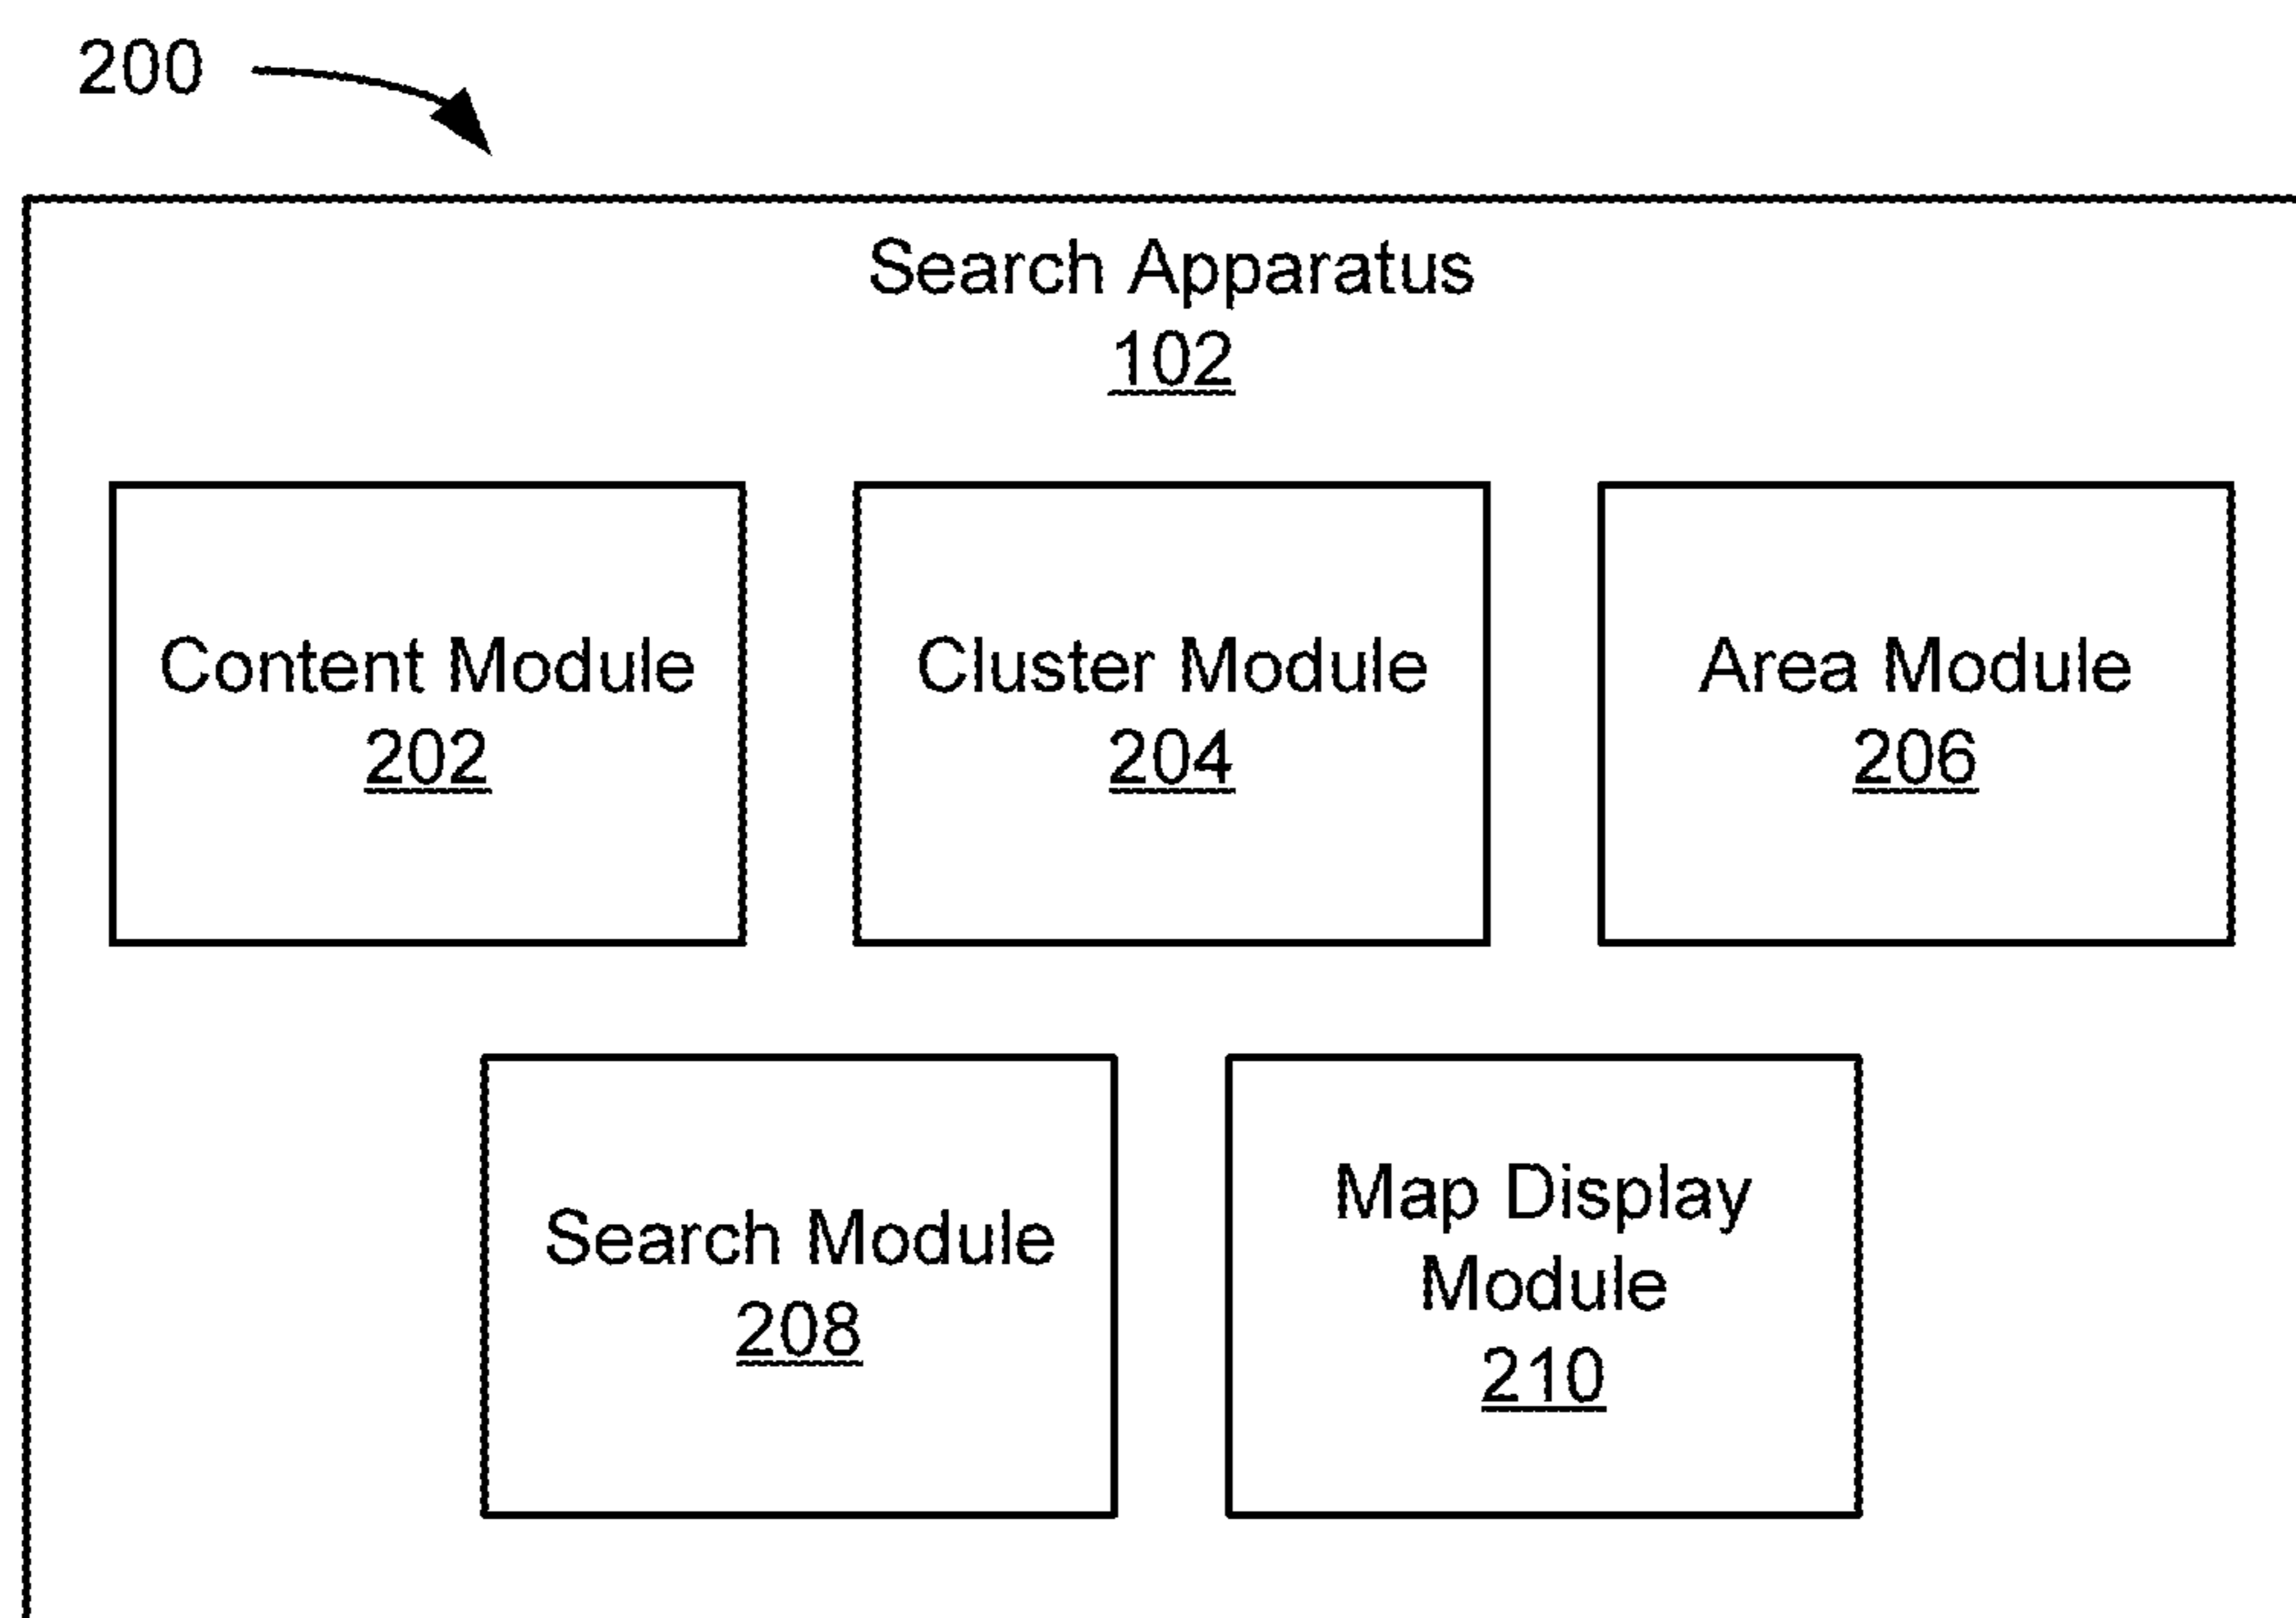 200
Search Apparatus
102
Content Module
202
Cluster Module
204
Area Module
206
Search Module
208
Map Display
Module
210